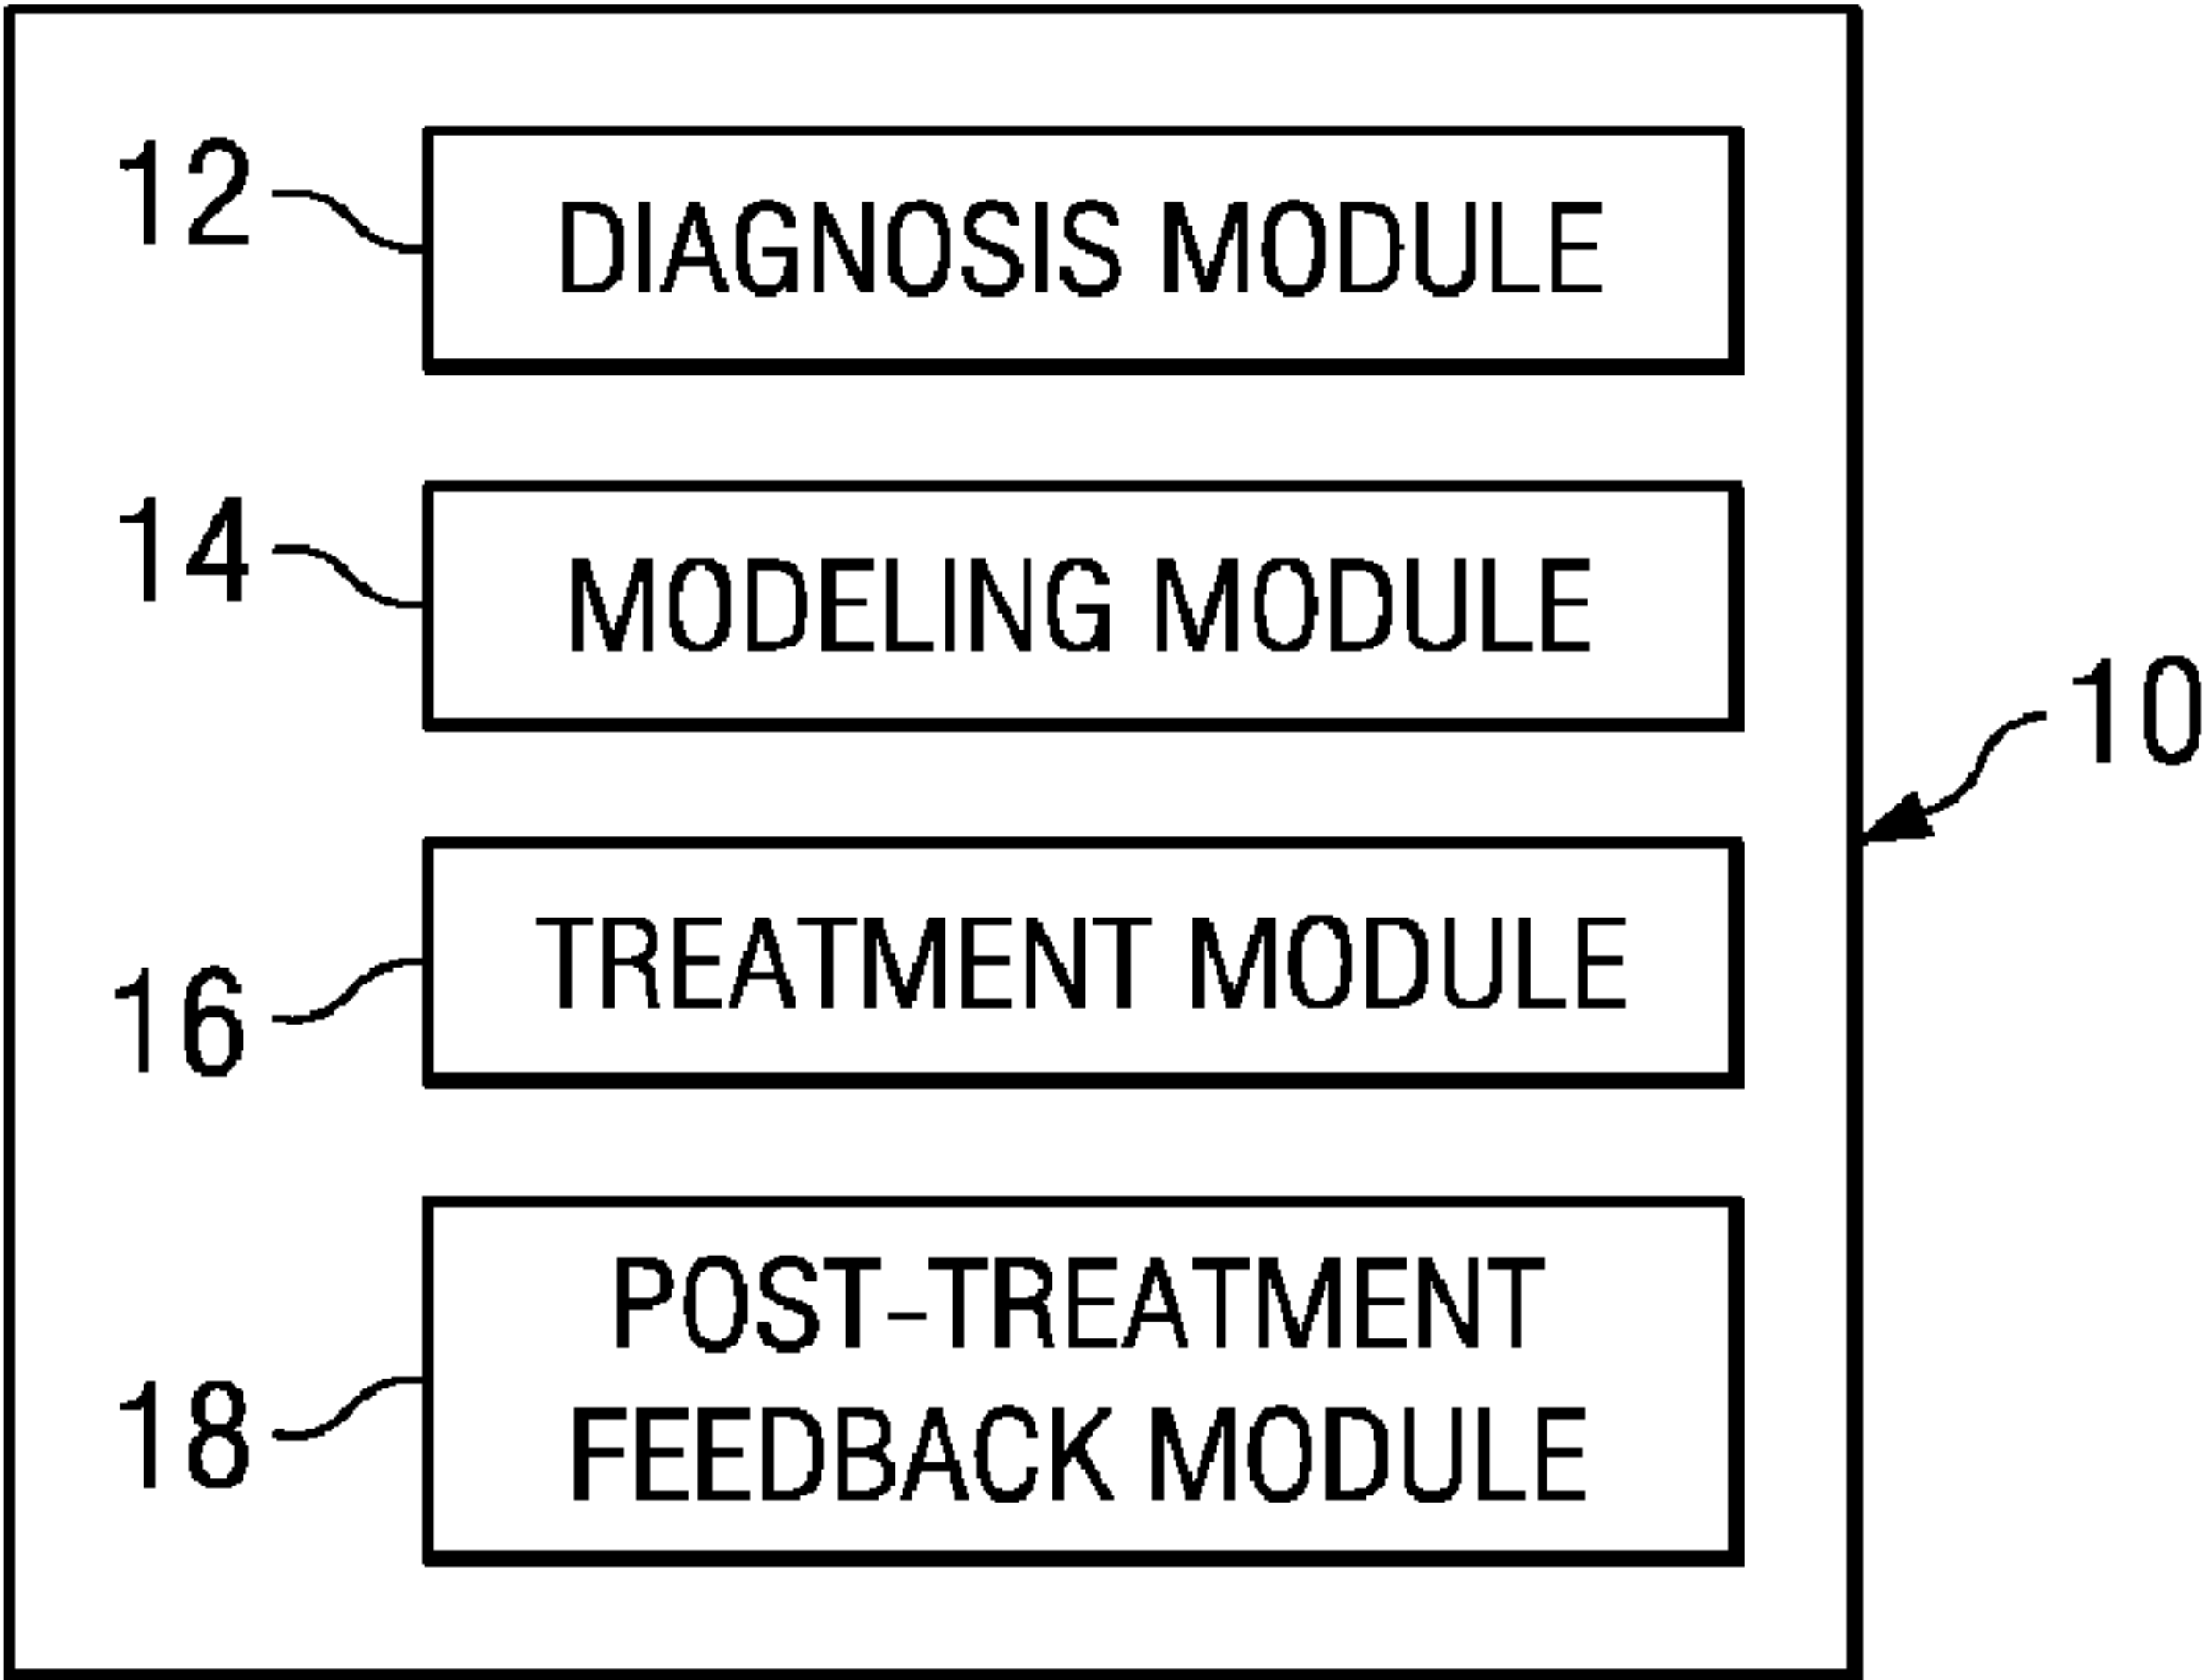 12
DIAGNOSIS MODULE
14
MODELING MODULE
10
16
TREATMENT MODULE
18
POST-TREATMENT
FEEDBACK MODULE